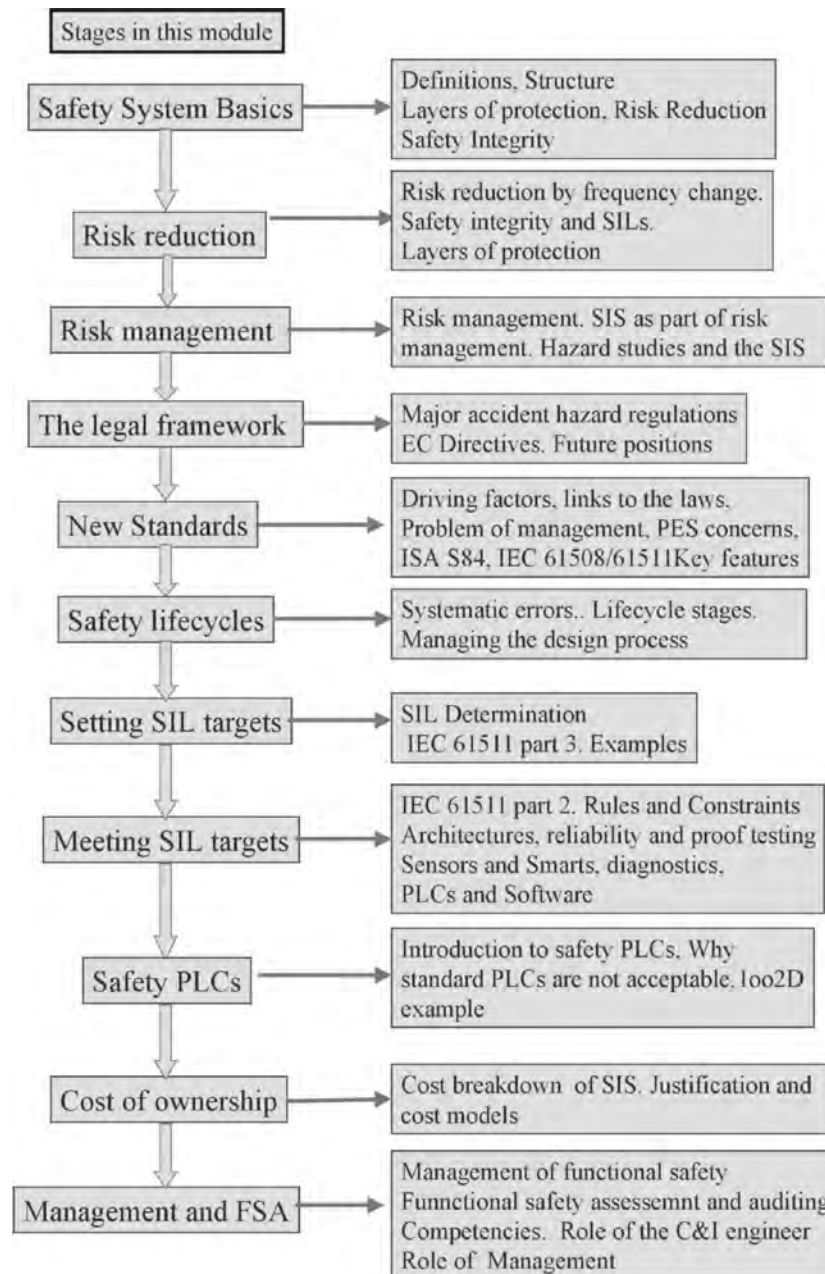 Stages in this module
Safety System Basics
Definitions, Structure
Layers of protection, Risk Reduction
Safety Integrity
Risk reduction
Risk reduction by frequency change.
Safety integrity and SILs.
Layers of protection
Risk management
Risk management. SIS as part of risk
management. Hazard studies and the SIS
The legal framework
Major accident hazard regulations
EC Directives. Future positions
New Standards
Driving factors, links to the laws,
Problem of management, PES concerns,
ISA S84, IEC 61508/61511Key features
Safety lifecycles
Systematic errors.. Lifecycle stages.
Managing the design process
Setting SIL targets
SIL Determination
IEC 61511 part 3. Examples
Meeting SIL targets
IEC 61511 part 2. Rules and Constraints
Architectures, reliability and proof testing
Sensors and Smarts, diagnostics,
PLCs and Software
Safety PLCs
Introduction to safety PLCs, Why
standard PLCs are not acceptable. 1oo2D
example
Cost of ownership
Cost breakdown of SIS. Justification and
cost models
Management and FSA
Management of functional safety
Funnctional safety assessemnt and auditing
Competencies. Role of the C&I engineer
Role of Management